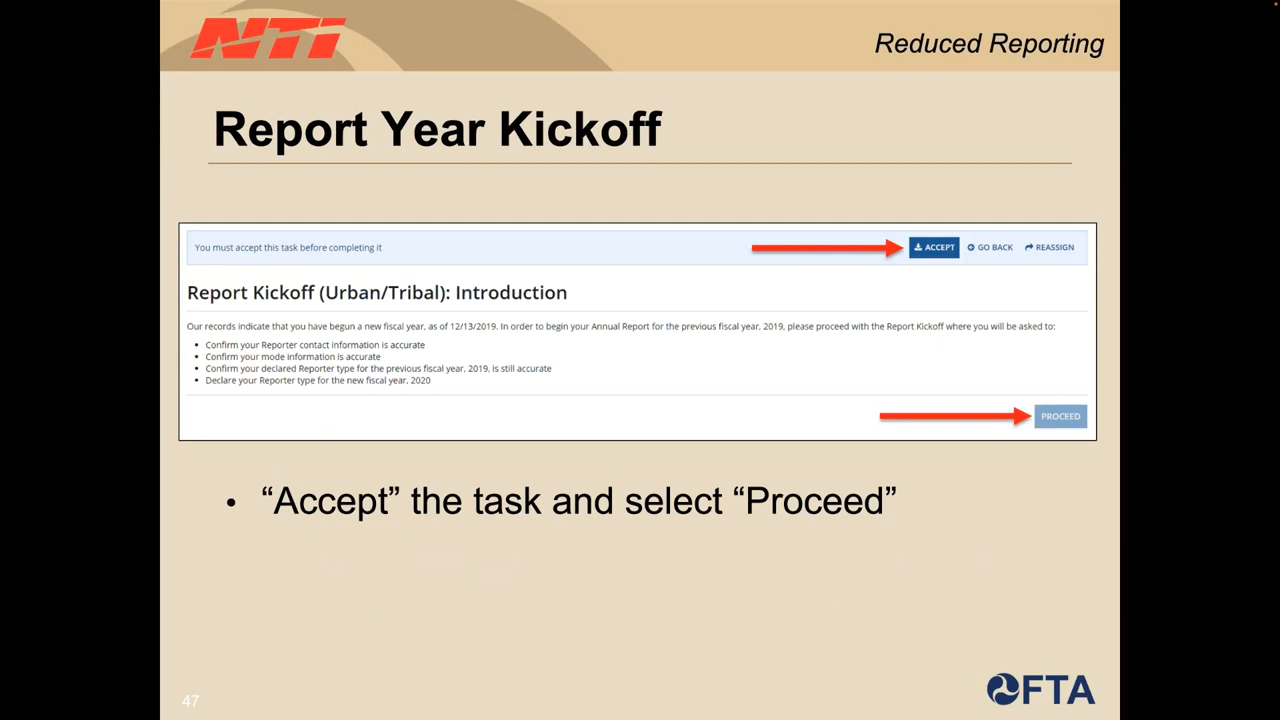 NTI
Reduced Reporting
Report Year Kickoff
You must accept this task before completing it
ACCEPT
GO BACK
REASSIGN
Report Kickoff (Urban/Tribal): Introduction
Our records indicate that you have begun a new fiscal year, as of 12/13/2019. In order to begin your Annual Report for the previous fiscal year, 2019, please proceed with the Report Kickoff where you will be asked to:
• Confirm your Reporter contact information is accurate
• Confirm your mode information is accurate
• Confirm your declared Reporter type for the previous fiscal year, 2019, is still accurate
• Declare your Reporter type for the new fiscal year, 2020
PROCEED
• “Accept” the task and select “Proceed”
47
FTA